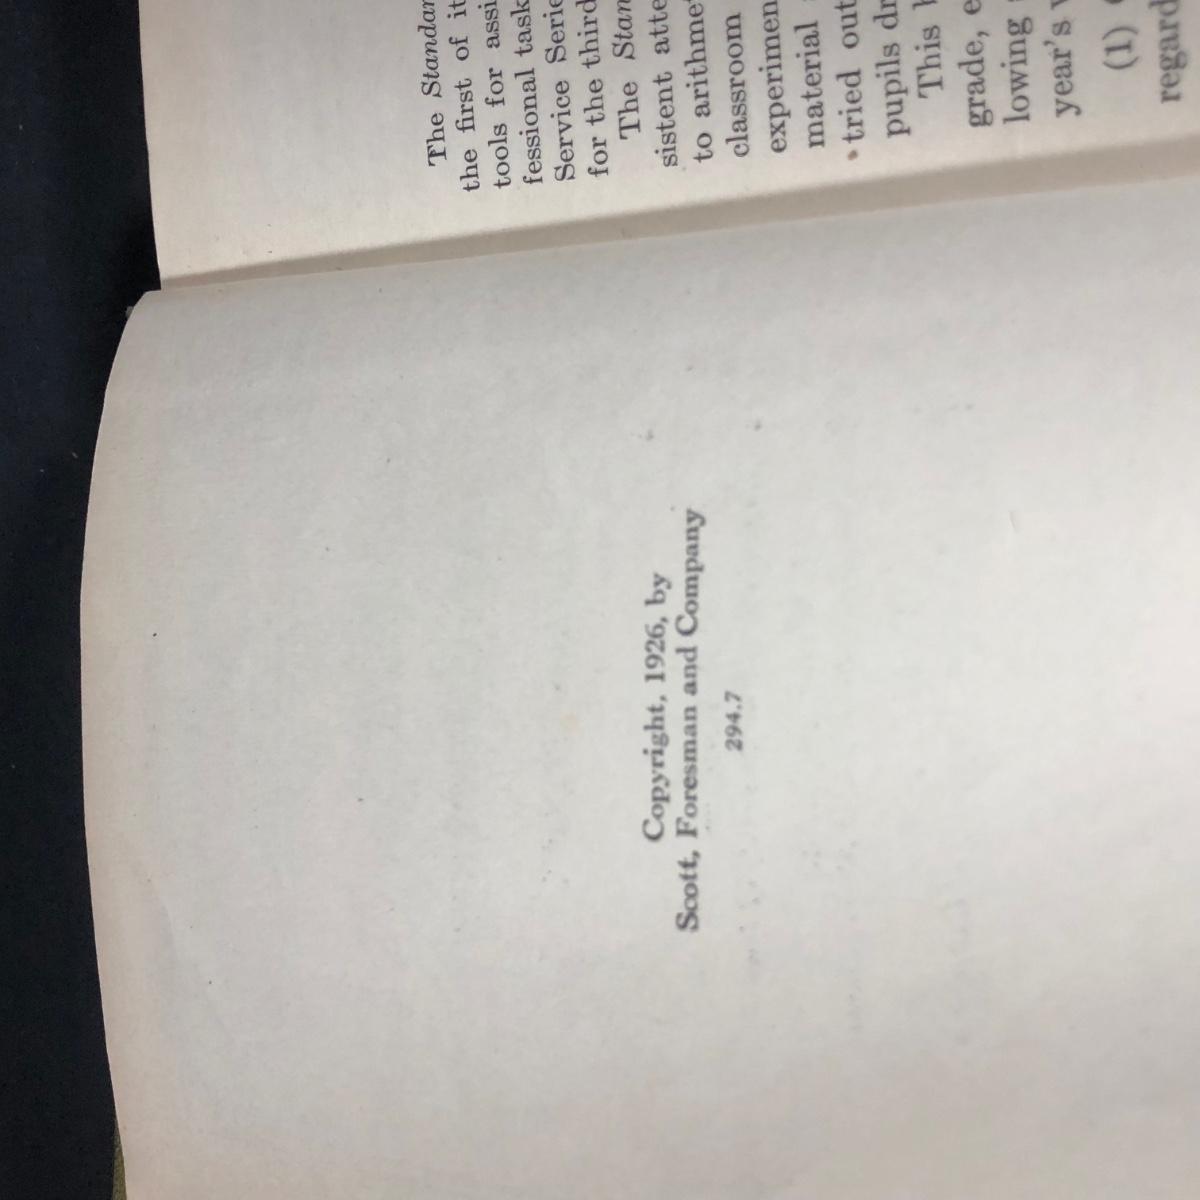 Copyright, 1926, by
Scott, Foresman and Company
294.7
The Standar
the first of it
tools for assi
fessional task
Service Serie
for the third
The Stan
sistent atte
to arithme
classroom
experimen
material
tried out
pupils dr
This
grade, e
lowing
year's
(1)
regard